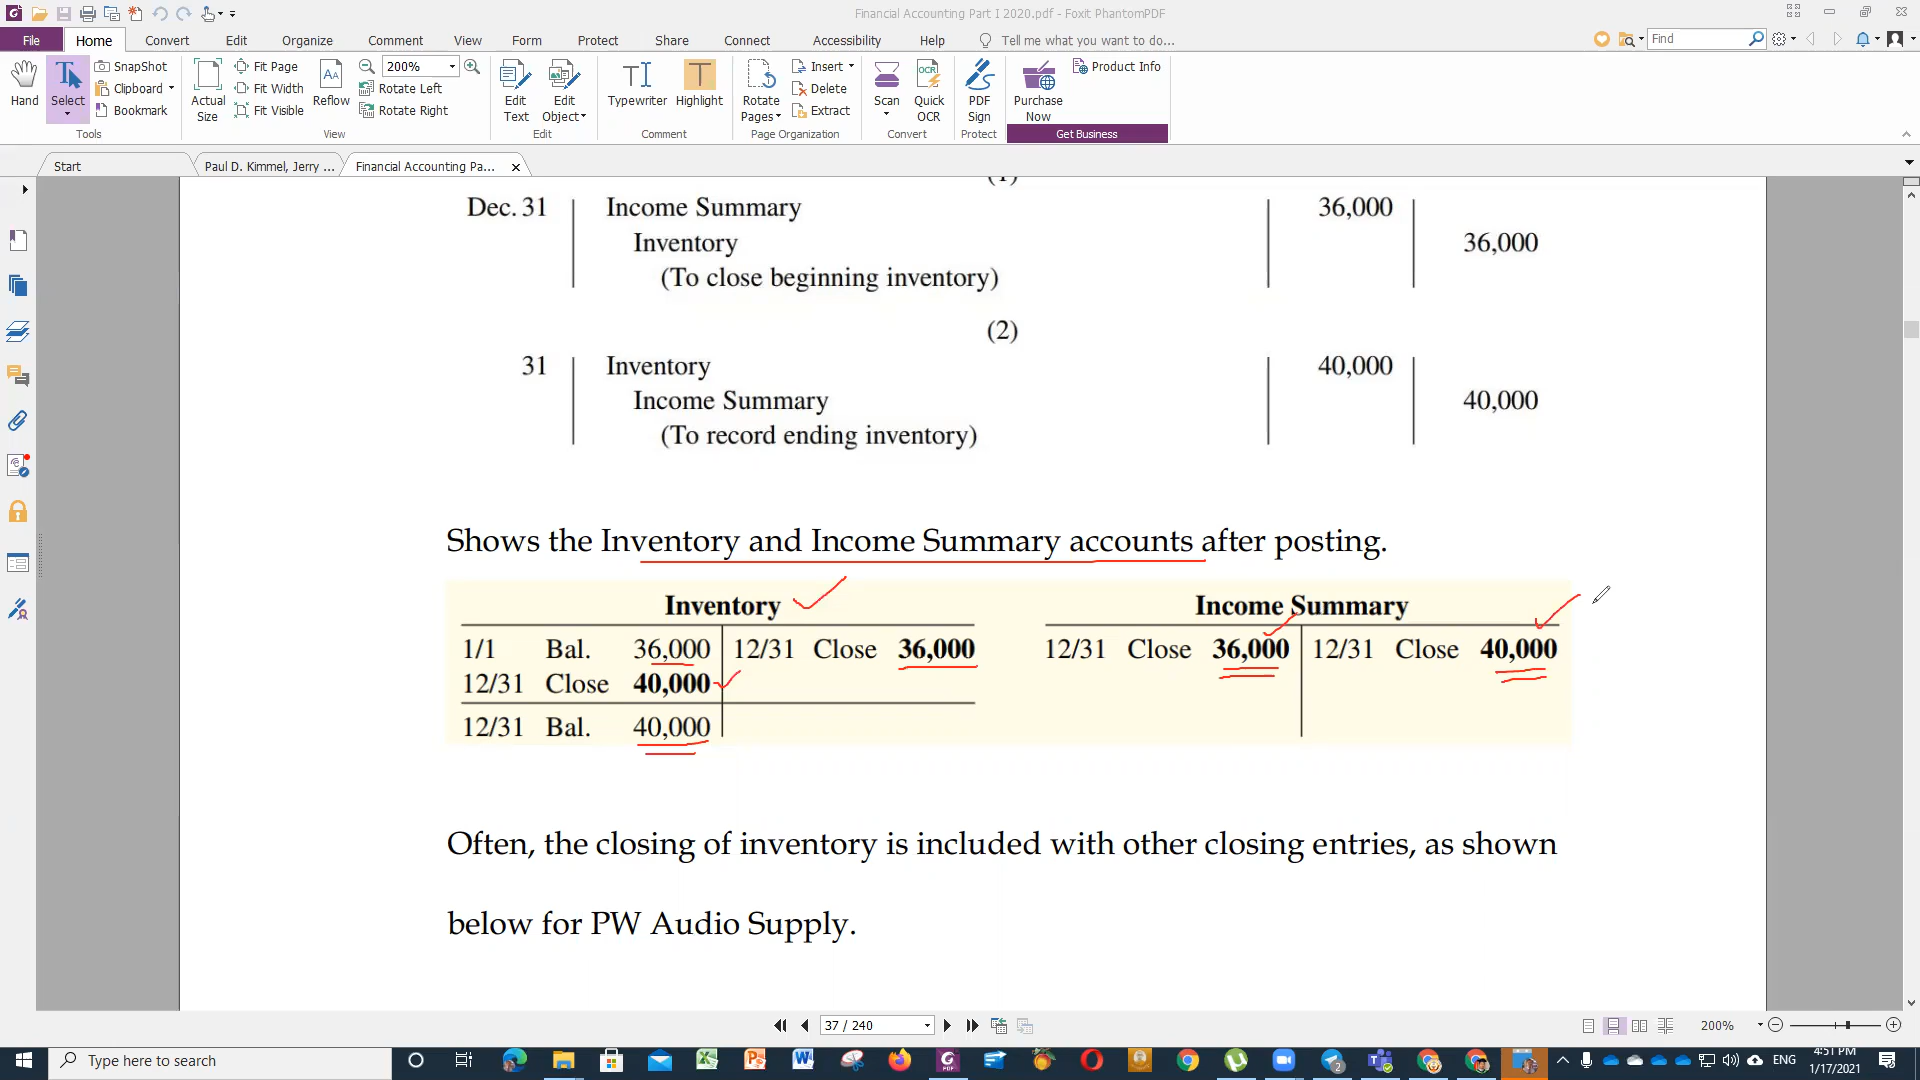 Financial Accounting Part I 2020.pdf - Foxit PhantomPDF
File Home Convert Edit Organize Comment View Form Protect Share Connect Accessibility Help Tell me what you want to do... Find
Hand
Select
SnapShot
Clipboard
Bookmark
Tools
Actual Size
Fit Page
Fit Width
Fit Visible
Reflow
200%
Rotate Left
Rotate Right
View
Edit Text
Edit Object
Edit
Typewriter
Highlight
Comment
Rotate Pages
Insert
Delete
Extract
Page Organization
Scan
Quick OCR
Convert
PDF Sign
Protect
Purchase Now
Product Info
Get Business
Start
Paul D. Kimmel, Jerry ...
Financial Accounting Pa...
(1)
Dec. 31 Income Summary 36,000
Inventory 36,000
(To close beginning inventory)
(2)
31 Inventory 40,000
Income Summary 40,000
(To record ending inventory)
Shows the Inventory and Income Summary accounts after posting.
Inventory
1/1 Bal. 36,000 12/31 Close 36,000
12/31 Close 40,000
12/31 Bal. 40,000
Income Summary
12/31 Close 36,000 12/31 Close 40,000
Often, the closing of inventory is included with other closing entries, as shown
below for PW Audio Supply.
37 / 240
200%
Type here to search
ENG
4:51 PM
1/17/2021